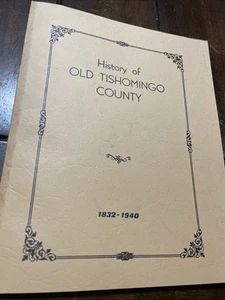 History of
OLD TISHOMINGO
COUNTY
1832-1940